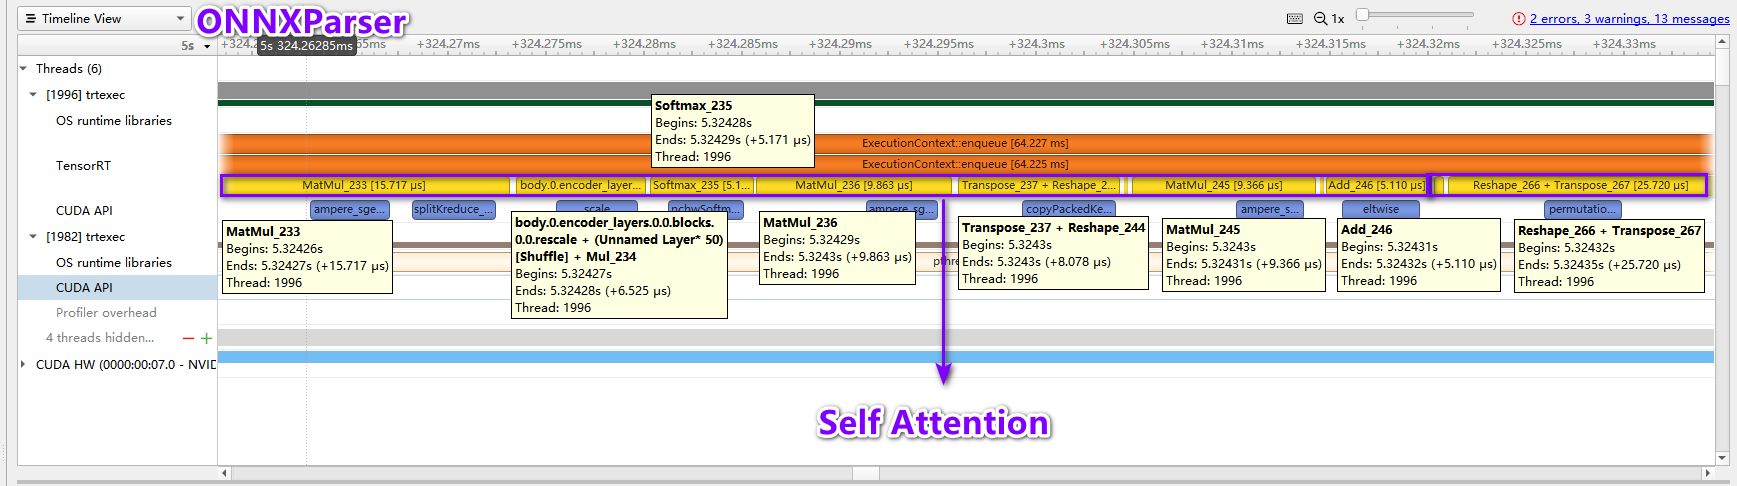 Timeline View
ONNXParser
1x
2 errors, 3 warnings, 13 messages
5s
+324.
5s 324.26285ms
65ms
+324.27ms
+324.275ms
+324.28ms
+324.285ms
+324.29ms
+324.295ms
+324.3ms
+324.305ms
+324.31ms
+324.315ms
+324.32ms
+324.325ms
+324.33ms
Threads (6)
[1996] trtexec
OS runtime libraries
TensorRT
CUDA API
[1982] trtexec
OS runtime libraries
CUDA API
Profiler overhead
4 threads hidden...
CUDA HW (0000:00:07.0 - NVID
Softmax_235
Begins: 5.32428s
Ends: 5.32429s (+5.171 µs)
Thread: 1996
ExecutionContext::enqueue [64.227 ms]
ExecutionContext::enqueue [64.225 ms]
MatMul_233 [15.717 µs]
body.0.encoder_layer...
Softmax_235 [5.1...
MatMul_236 [9.863 µs]
Transpose_237 + Reshape_2...
MatMul_245 [9.366 µs]
Add_246 [5.110 µs]
Reshape_266 + Transpose_267 [25.720 µs]
ampere_sge...
splitKreduce_...
scale
nchwSoftm...
ampere_sg...
copyPackedKe...
ampere_s...
eltwise
permutatio...
MatMul_233
Begins: 5.32426s
Ends: 5.32427s (+15.717 µs)
Thread: 1996
body.0.encoder_layers.0.0.blocks.
0.0.rescale + (Unnamed Layer* 50)
[Shuffle] + Mul_234
Begins: 5.32427s
Ends: 5.32428s (+6.525 µs)
Thread: 1996
MatMul_236
Begins: 5.32429s
Ends: 5.3243s (+9.863 µs)
Thread: 1996
pthre
Transpose_237 + Reshape_244
Begins: 5.3243s
Ends: 5.3243s (+8.078 µs)
Thread: 1996
MatMul_245
Begins: 5.3243s
Ends: 5.32431s (+9.366 µs)
Thread: 1996
Add_246
Begins: 5.32431s
Ends: 5.32432s (+5.110 µs)
Thread: 1996
Reshape_266 + Transpose_267
Begins: 5.32432s
Ends: 5.32435s (+25.720 µs)
Thread: 1996
Self Attention